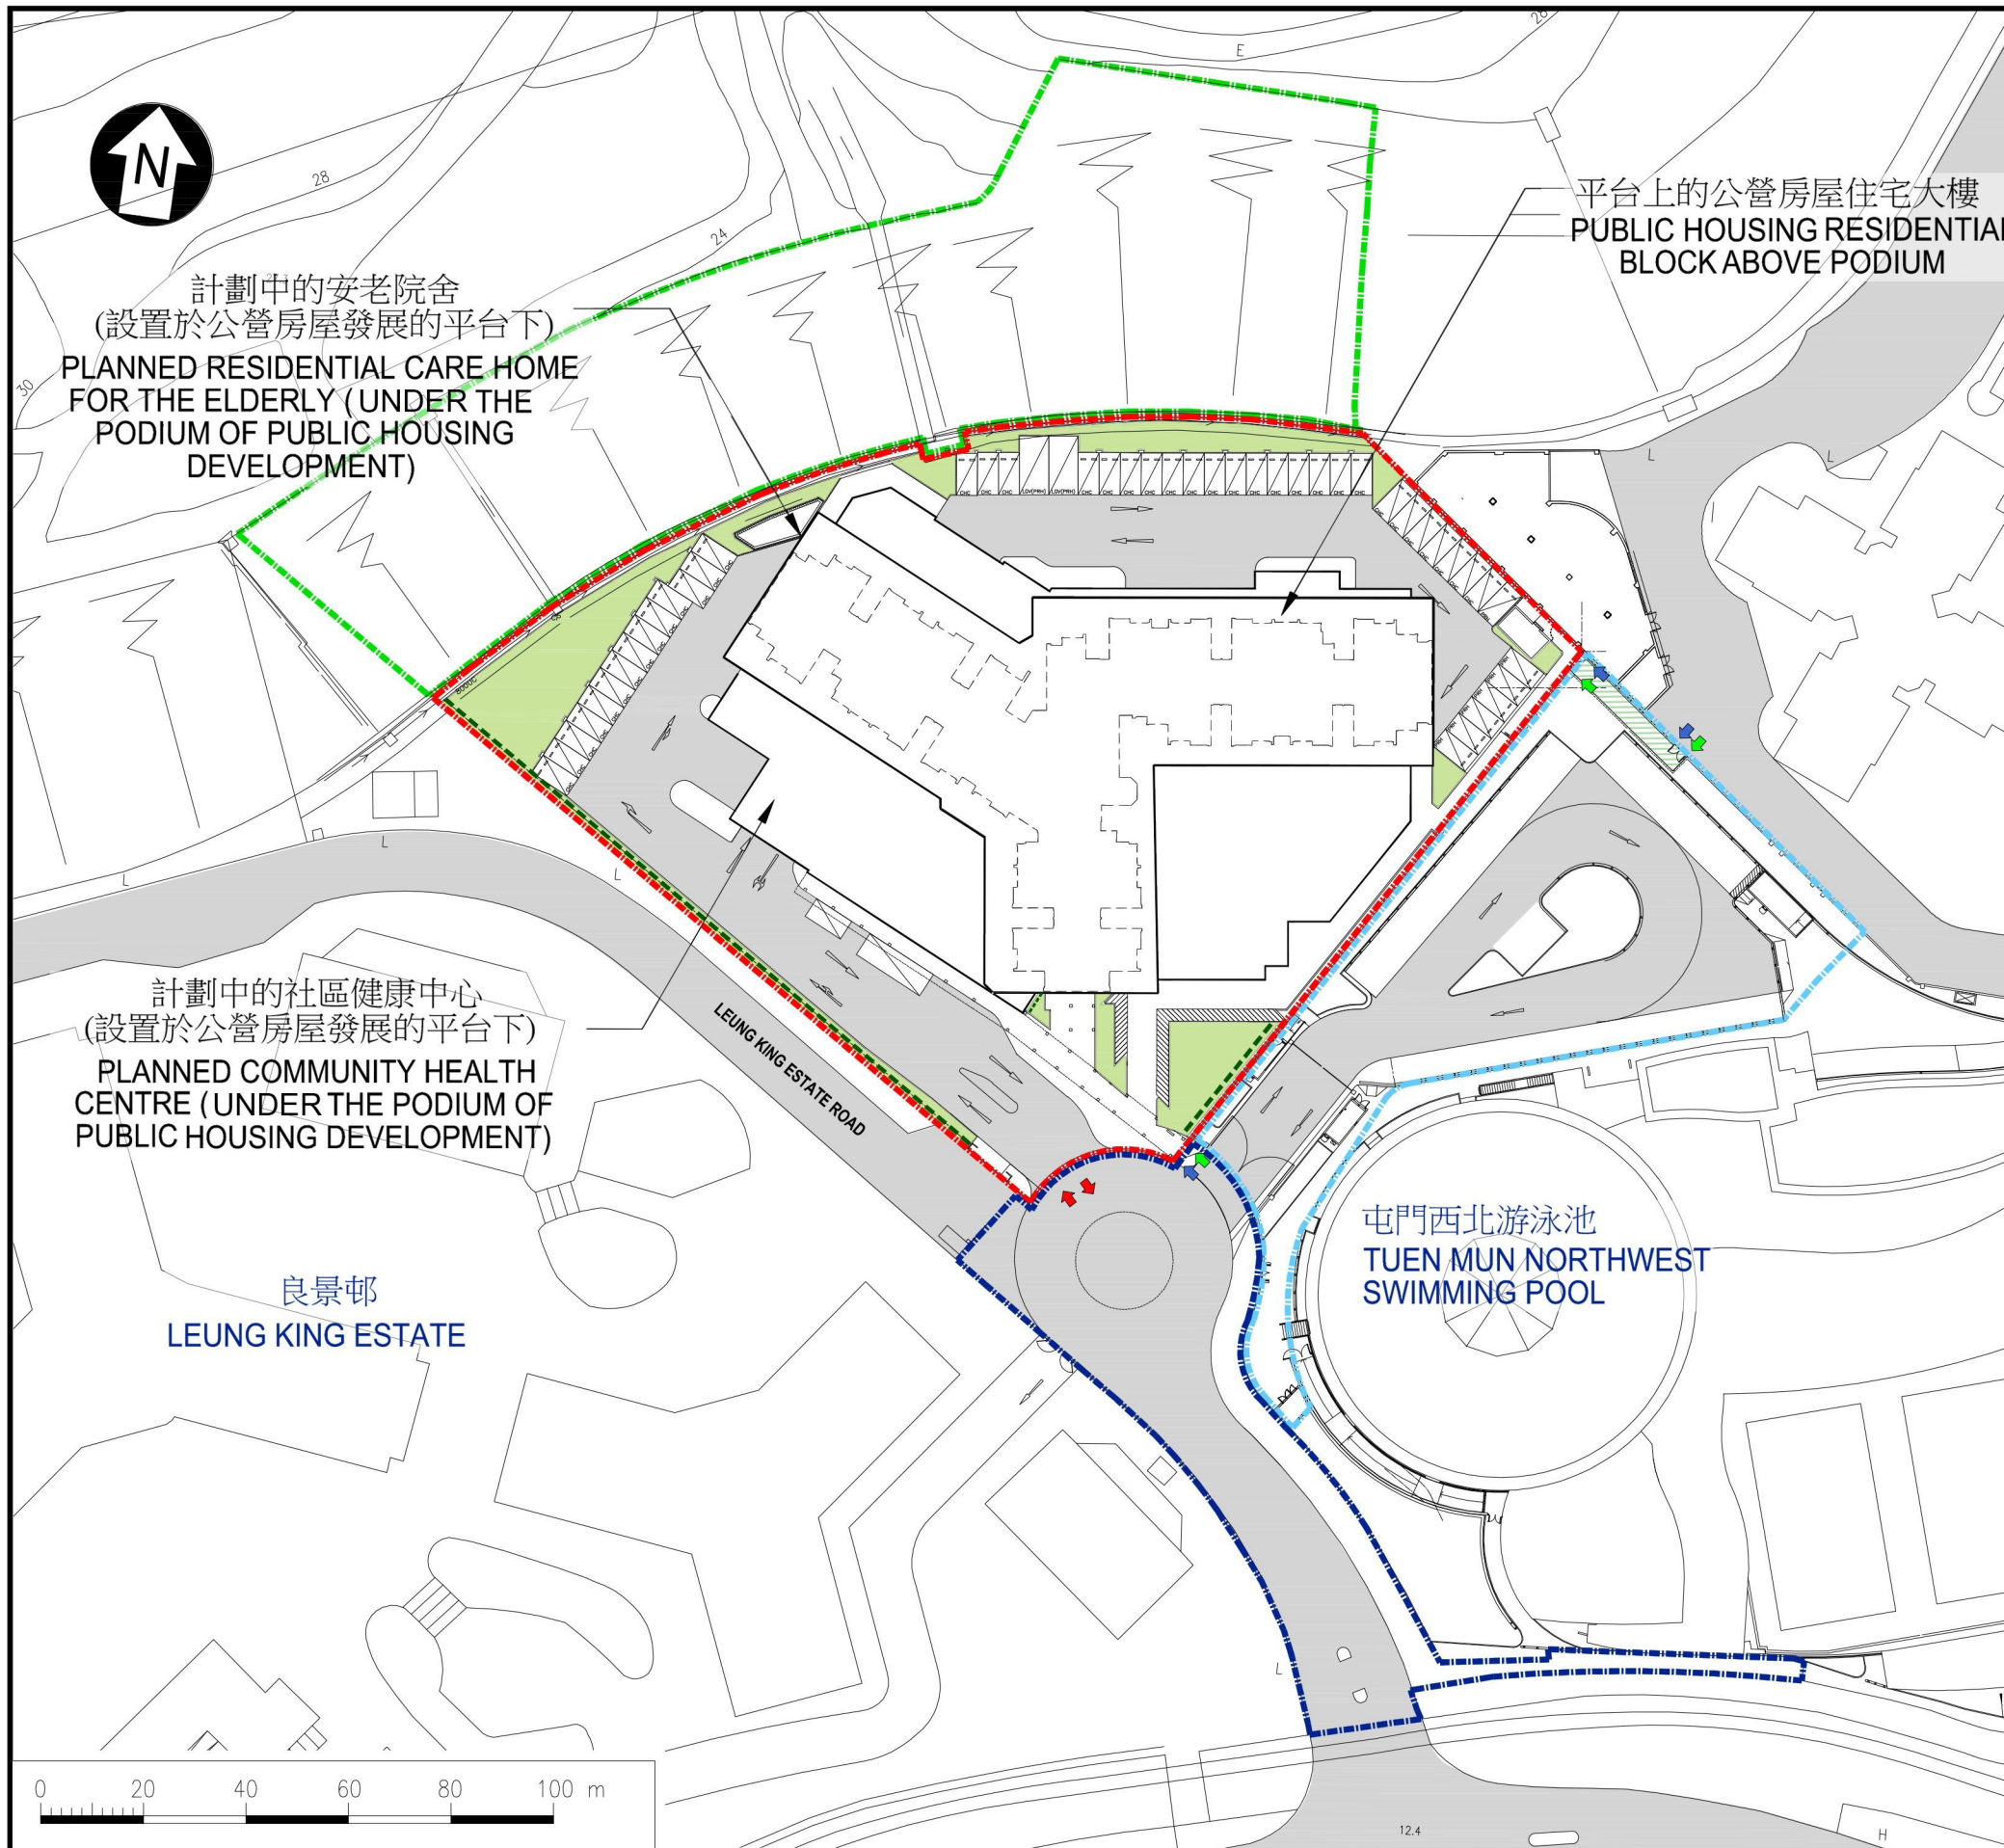 N
28
E
28
24
30
平台上的公營房屋住宅大樓
PUBLIC HOUSING RESIDENTIAL
BLOCK ABOVE PODIUM
計劃中的安老院舍
(設置於公營房屋發展的平台下)
PLANNED RESIDENTIAL CARE HOME
FOR THE ELDERLY (UNDER THE
PODIUM OF PUBLIC HOUSING
DEVELOPMENT)
L
L
L
L
L
計劃中的社區健康中心
(設置於公營房屋發展的平台下)
PLANNED COMMUNITY HEALTH
CENTRE (UNDER THE PODIUM OF
PUBLIC HOUSING DEVELOPMENT)
LEUNG KING ESTATE ROAD
屯門西北游泳池
TUEN MUN NORTHWEST
SWIMMING POOL
良景邨
LEUNG KING ESTATE
L
0 20 40 60 80 100 m
12.4
H